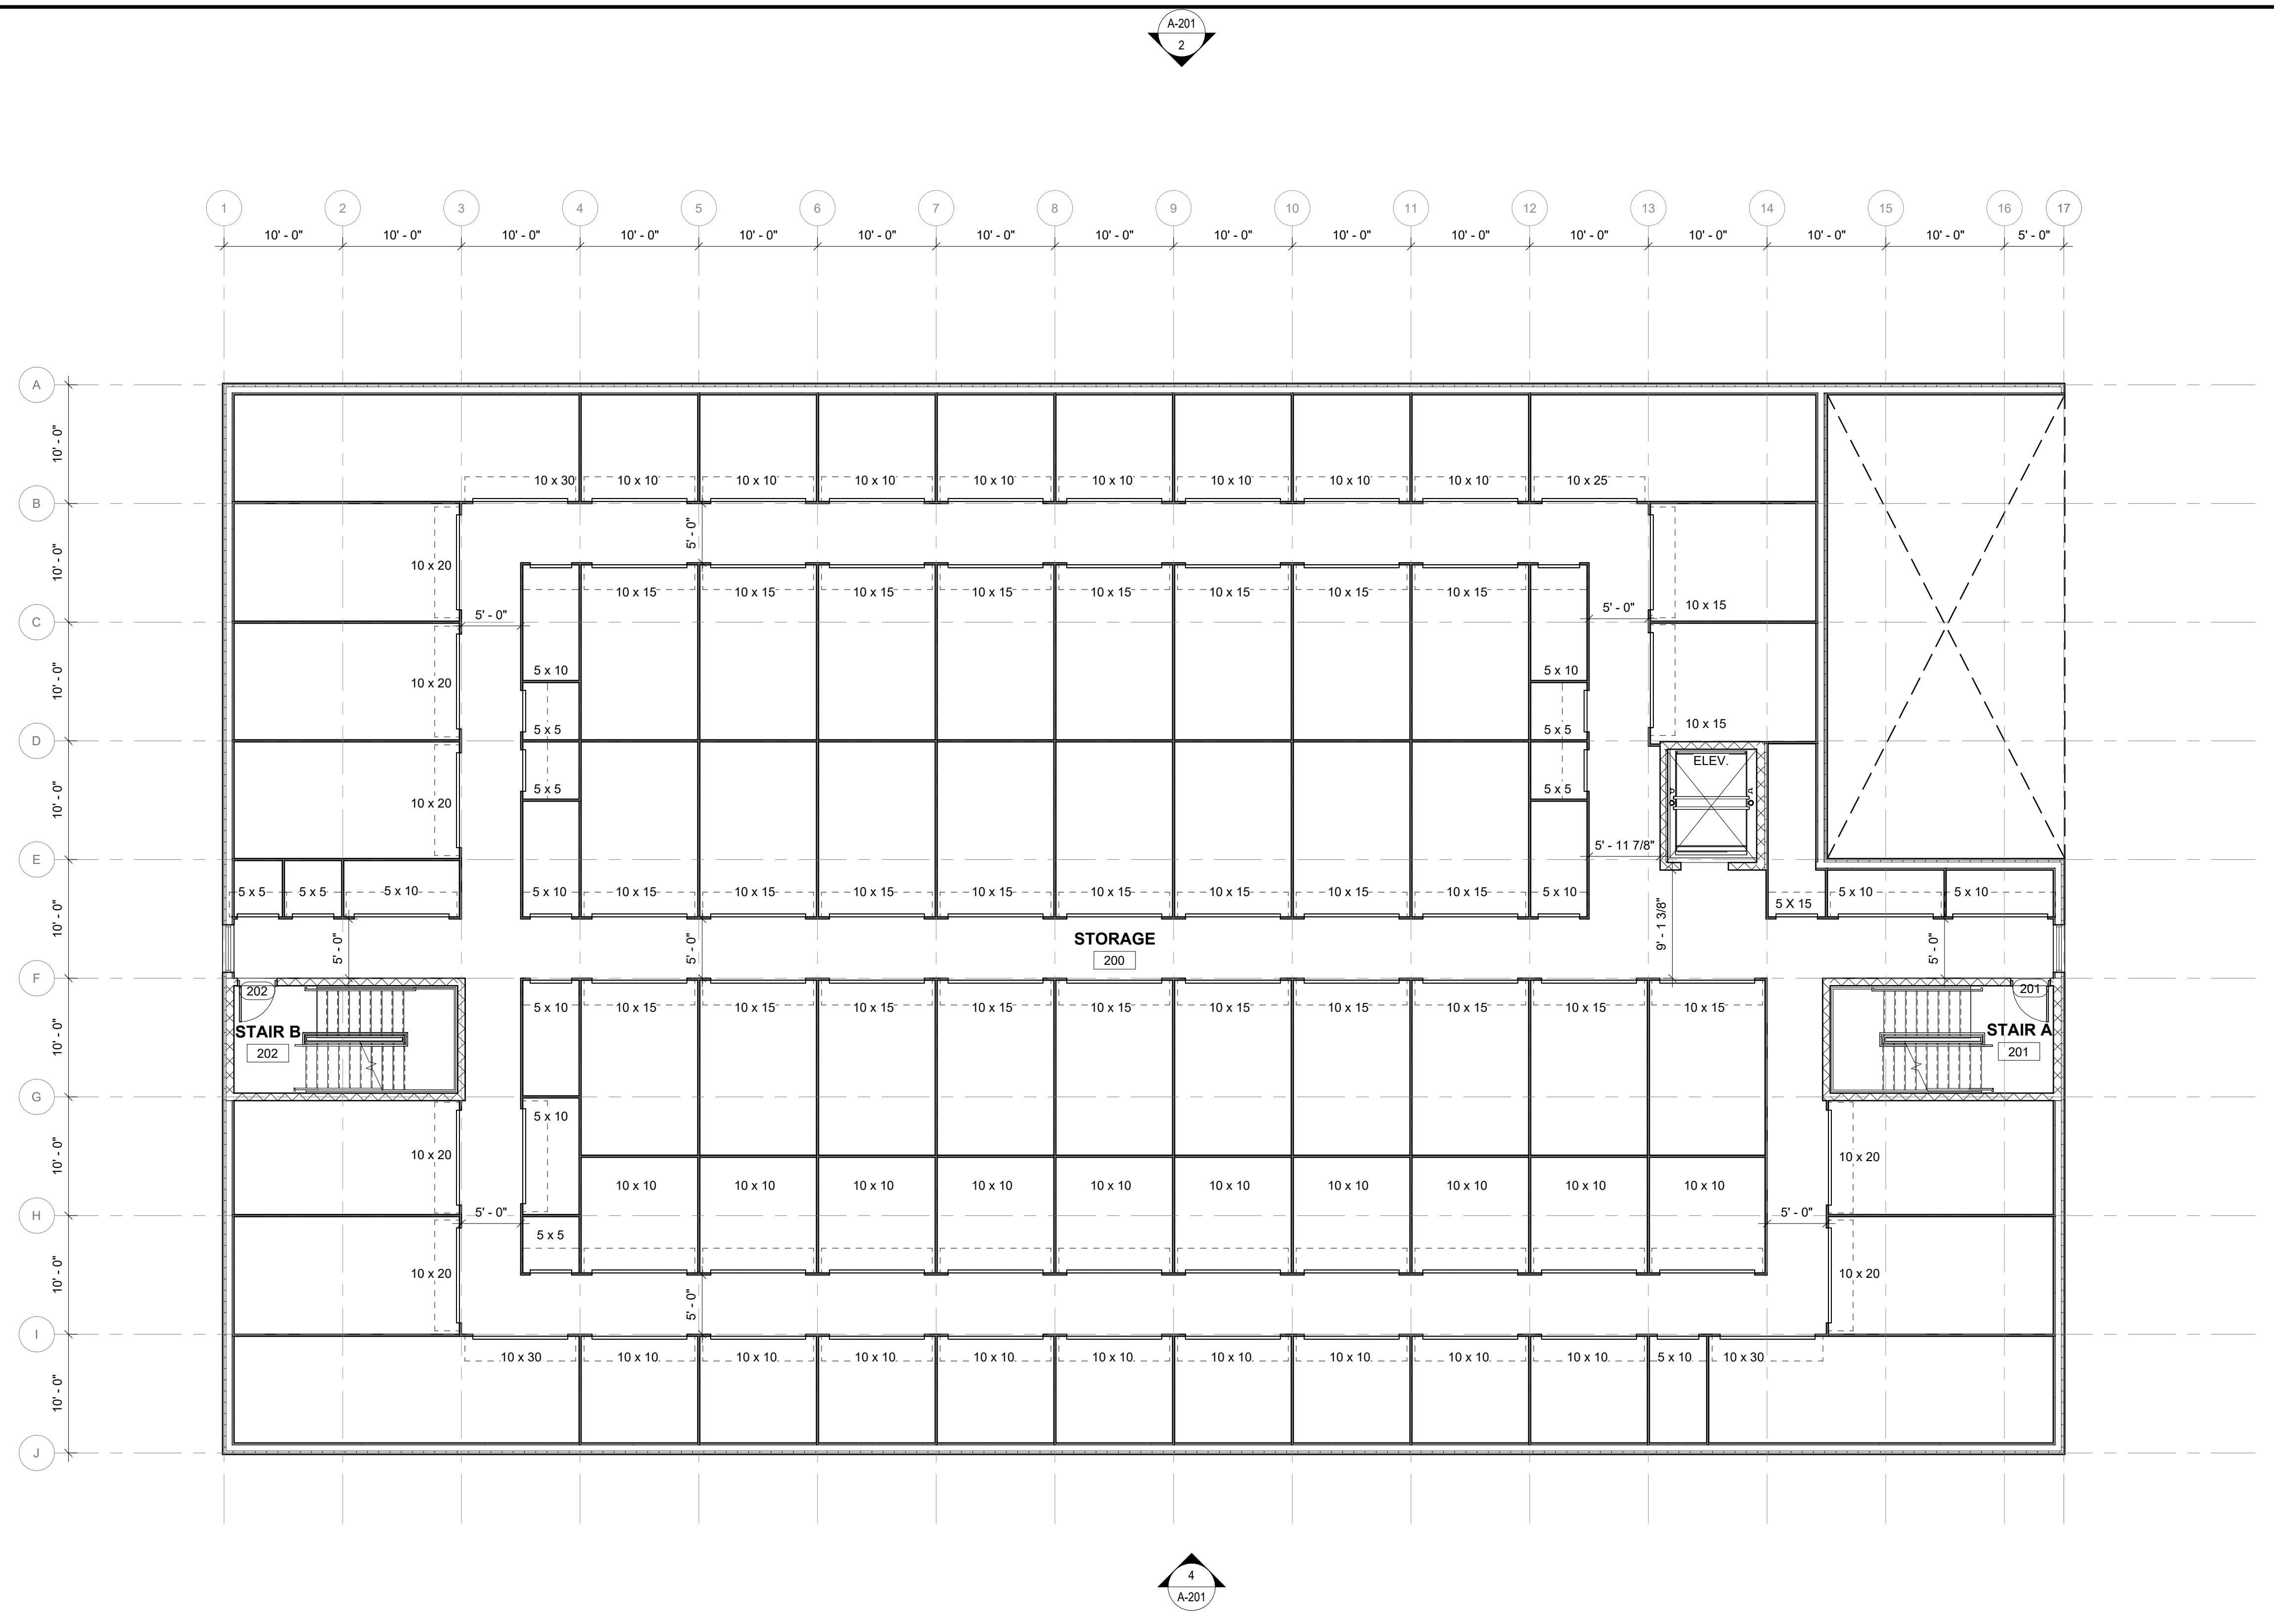 A-201
2
1 2 3 4 5 6 7 8 9 10 11 12 13 14 15 16 17
10' - 0" 10' - 0" 10' - 0" 10' - 0" 10' - 0" 10' - 0" 10' - 0" 10' - 0" 10' - 0" 10' - 0" 10' - 0" 10' - 0" 10' - 0" 10' - 0" 10' - 0" 5' - 0"
A
10' - 0"
10 x 30 10 x 10 10 x 10 10 x 10 10 x 10 10 x 10 10 x 10 10 x 10 10 x 10 10 x 25
B
5' - 0"
10' - 0"
10 x 20
10 x 15 10 x 15 10 x 15 10 x 15 10 x 15 10 x 15 10 x 15 10 x 15
5' - 0" 5' - 0" 10 x 15
C
5 x 10 5 x 10
10' - 0"
10 x 20
5 x 5 5 x 5 10 x 15
D
ELEV.
5 x 5 5 x 5
10' - 0"
10 x 20
5' - 11 7/8"
E
5 x 5 5 x 5 5 x 10 5 x 10 10 x 15 10 x 15 10 x 15 10 x 15 10 x 15 10 x 15 10 x 15 10 x 15 5 x 10 5 X 15 5 x 10 5 x 10
10' - 0"
9' - 1 3/8"
5' - 0" 5' - 0" 5' - 0"
STORAGE
200
F
202 201
5 x 10 10 x 15 10 x 15 10 x 15 10 x 15 10 x 15 10 x 15 10 x 15 10 x 15 10 x 15 10 x 15
10' - 0"
STAIR B STAIR A
202 201
G
5 x 10
10' - 0"
10 x 20 10 x 20
10 x 10 10 x 10 10 x 10 10 x 10 10 x 10 10 x 10 10 x 10 10 x 10 10 x 10 10 x 10
5' - 0" 5' - 0"
H
5 x 5
10' - 0"
10 x 20 10 x 20
5' - 0"
I
10 x 30 10 x 10 10 x 10 10 x 10 10 x 10 10 x 10 10 x 10 10 x 10 10 x 10 10 x 10 5 x 10 10 x 30
10' - 0"
J
4
A-201